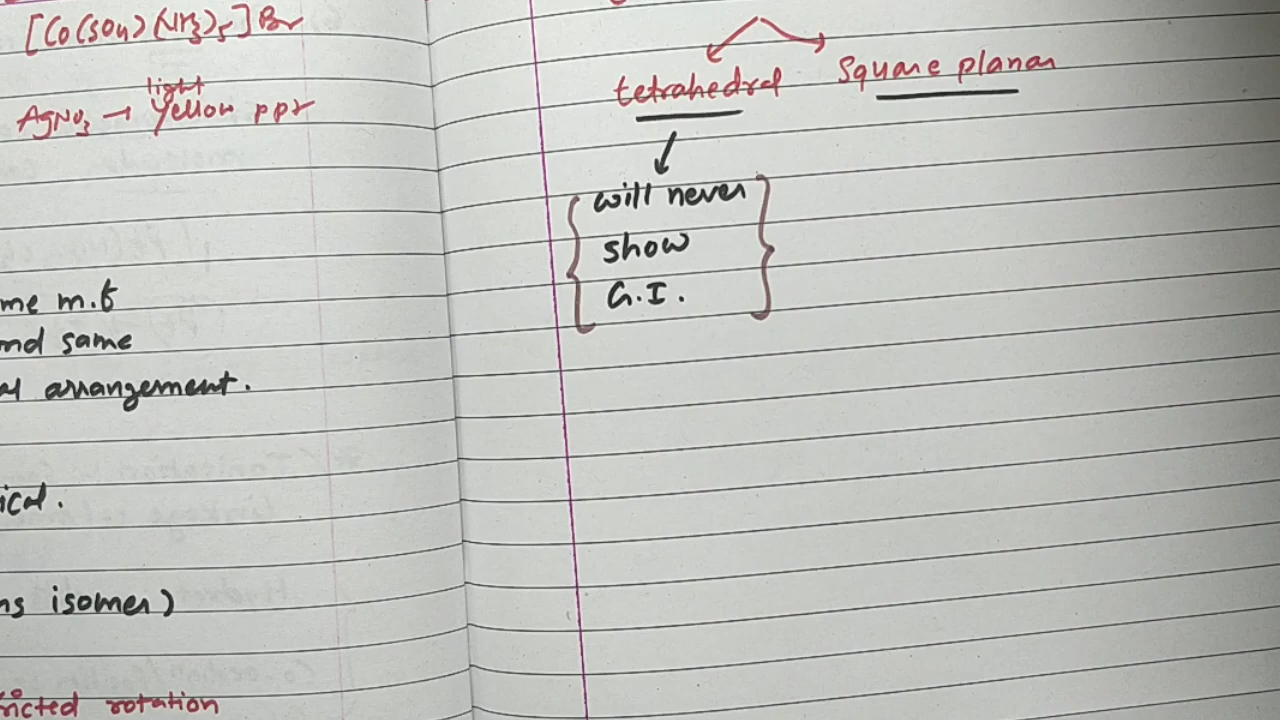 [Co(SO4)(NH3)5]Br
light
AgNO3 → Yellow ppt
me m.f
nd same
arrangement.
ical.
ns isomer)
ricted rotation
tetrahedral square planar
will never
show
G.I.